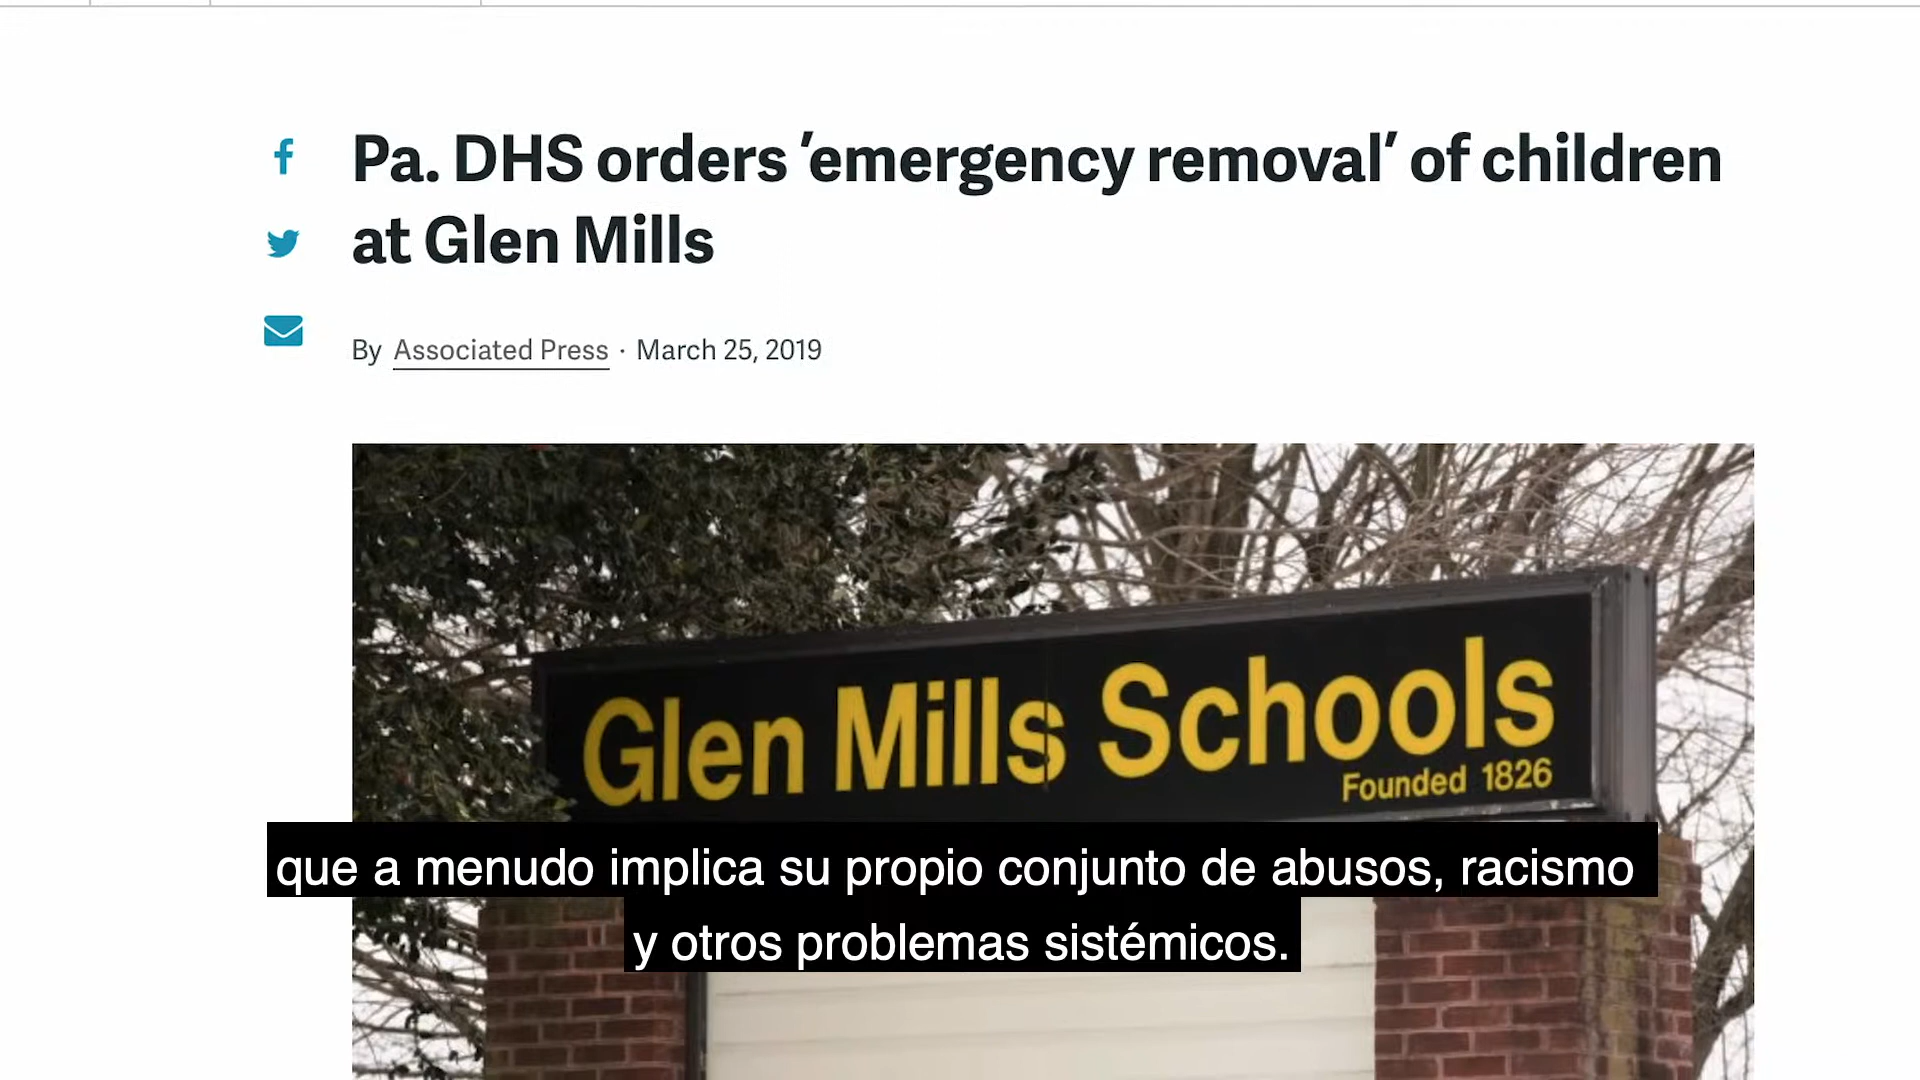 Pa. DHS orders 'emergency removal' of children
at Glen Mills
By Associated Press · March 25, 2019
Glen Mills Schools
Founded 1826
que a menudo implica su propio conjunto de abusos, racismo
y otros problemas sistémicos.